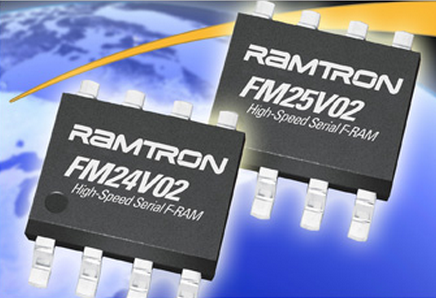 RAMTRON
FM25V02
High-Speed Serial F-RAM
RAMTRON
FM24V02
High-Speed Serial F-RAM